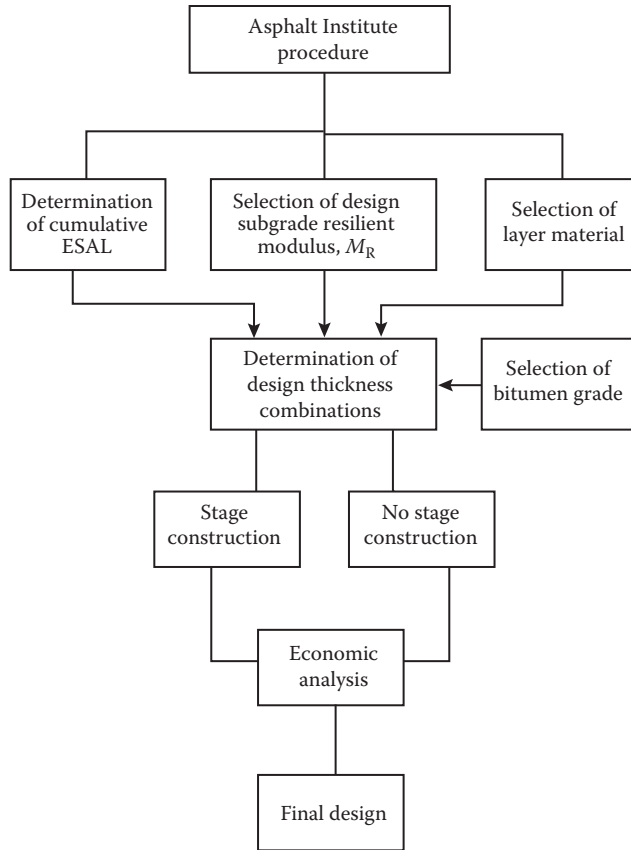 Asphalt Institute
procedure
Determination
of cumulative
ESAL
Selection of design
subgrade resilient
modulus, M_R
Selection of
layer material
Determination of
design thickness
combinations
Selection of
bitumen grade
Stage
construction
No stage
construction
Economic
analysis
Final design